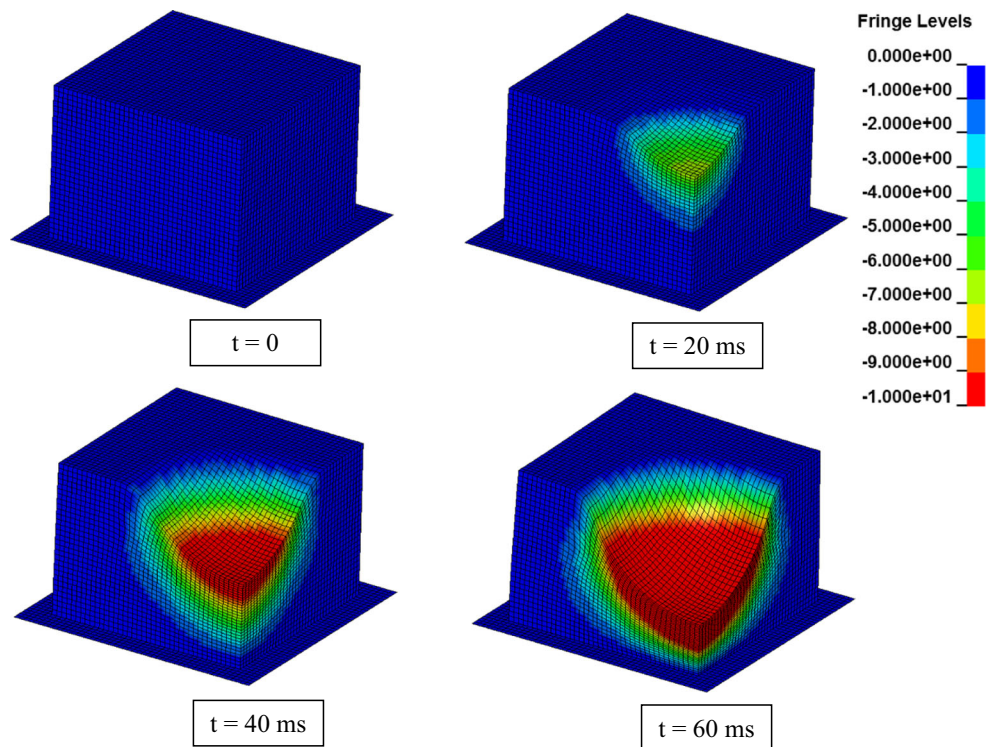 Fringe Levels
0.000e+00
-1.000e+00
-2.000e+00
-3.000e+00
-4.000e+00
-5.000e+00
-6.000e+00
-7.000e+00
-8.000e+00
-9.000e+00
-1.000e+01
t = 0
t = 20 ms
t = 40 ms
t = 60 ms